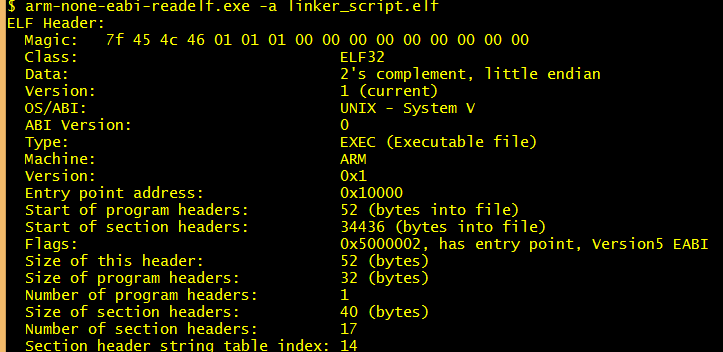 $ arm-none-eabi-readelf.exe -a linker_script.elf
ELF Header:
Magic: 7f 45 4c 46 01 01 01 00 00 00 00 00 00 00 00 00
Class: ELF32
Data: 2's complement, little endian
Version: 1 (current)
OS/ABI: UNIX - System V
ABI Version: 0
Type: EXEC (Executable file)
Machine: ARM
Version: 0x1
Entry point address: 0x10000
Start of program headers: 52 (bytes into file)
Start of section headers: 34436 (bytes into file)
Flags: 0x5000002, has entry point, Version5 EABI
Size of this header: 52 (bytes)
Size of program headers: 32 (bytes)
Number of program headers: 1
Size of section headers: 40 (bytes)
Number of section headers: 17
Section header string table index: 14